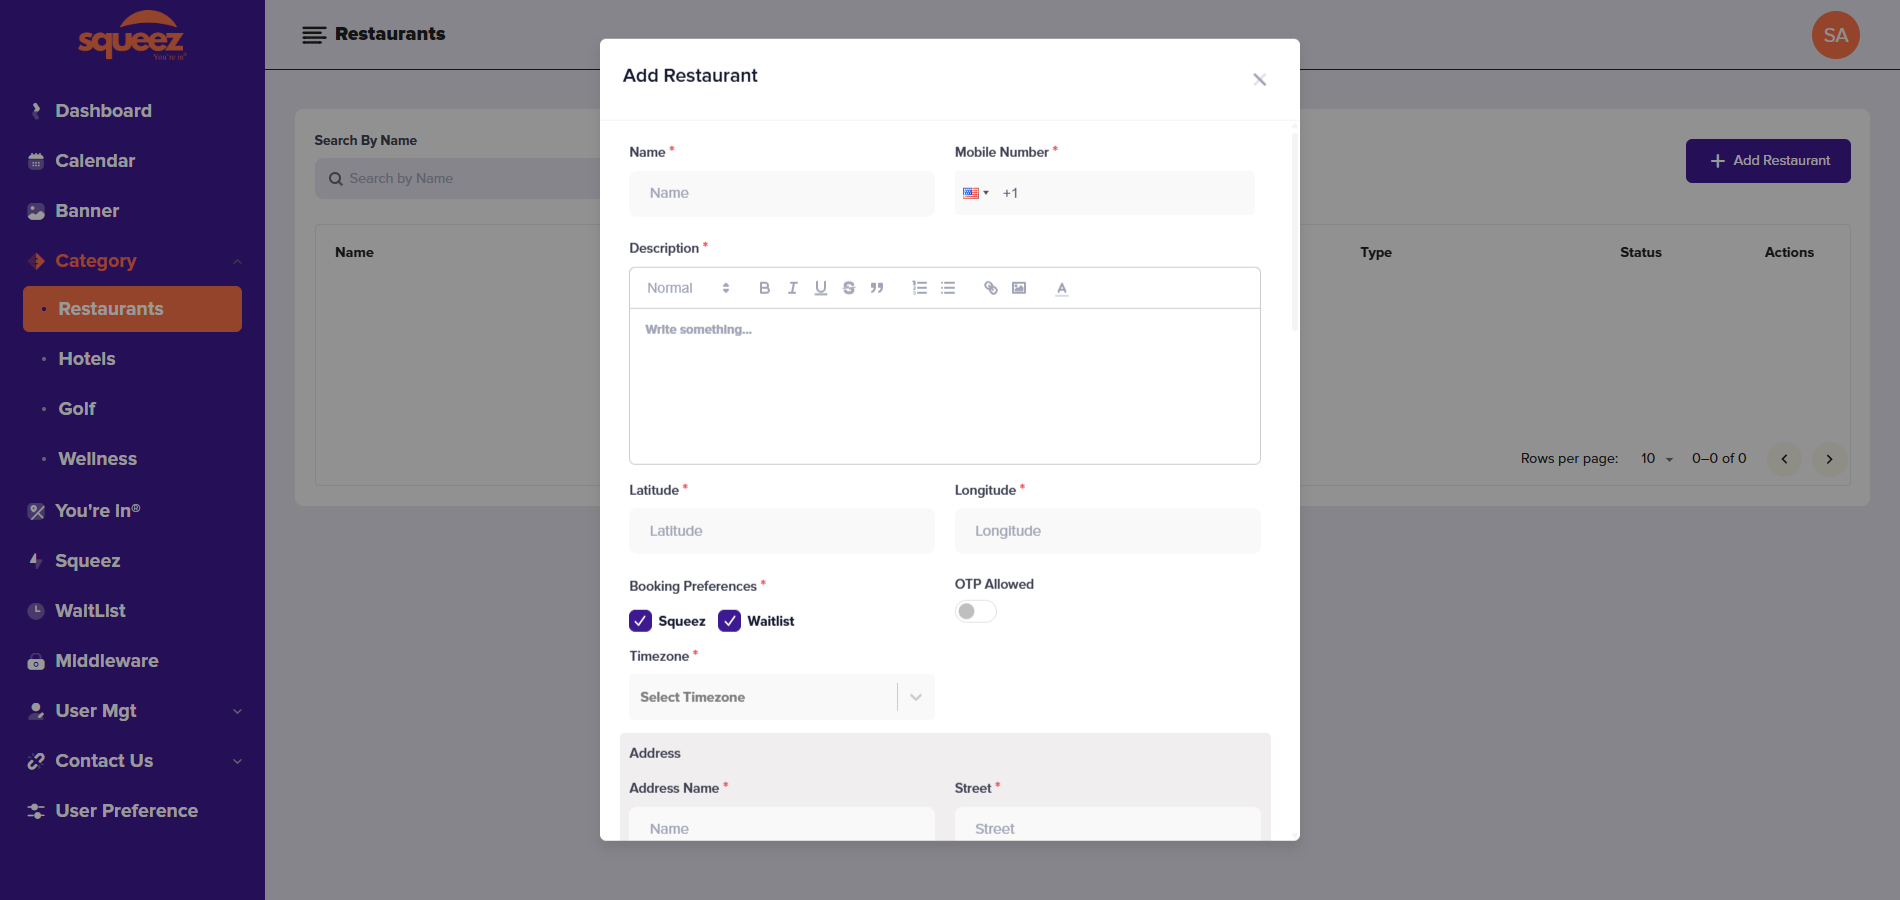 squeez
You're in®
Dashboard
Calendar
Banner
Category
Restaurants
Hotels
Golf
Wellness
You're In®
Squeez
WaitList
Middleware
User Mgt
Contact Us
User Preference
Restaurants
SA
Search By Name
Search by Name
Add Restaurant
Name
Type
Status
Actions
Rows per page:
10
0–0 of 0
Add Restaurant
Name *
Mobile Number *
Name
+1
Description *
Normal
B I U S
A
Write something...
Latitude *
Longitude *
Latitude
Longitude
Booking Preferences *
OTP Allowed
Squeez
Waitlist
Timezone *
Select Timezone
Address
Address Name *
Street *
Name
Street